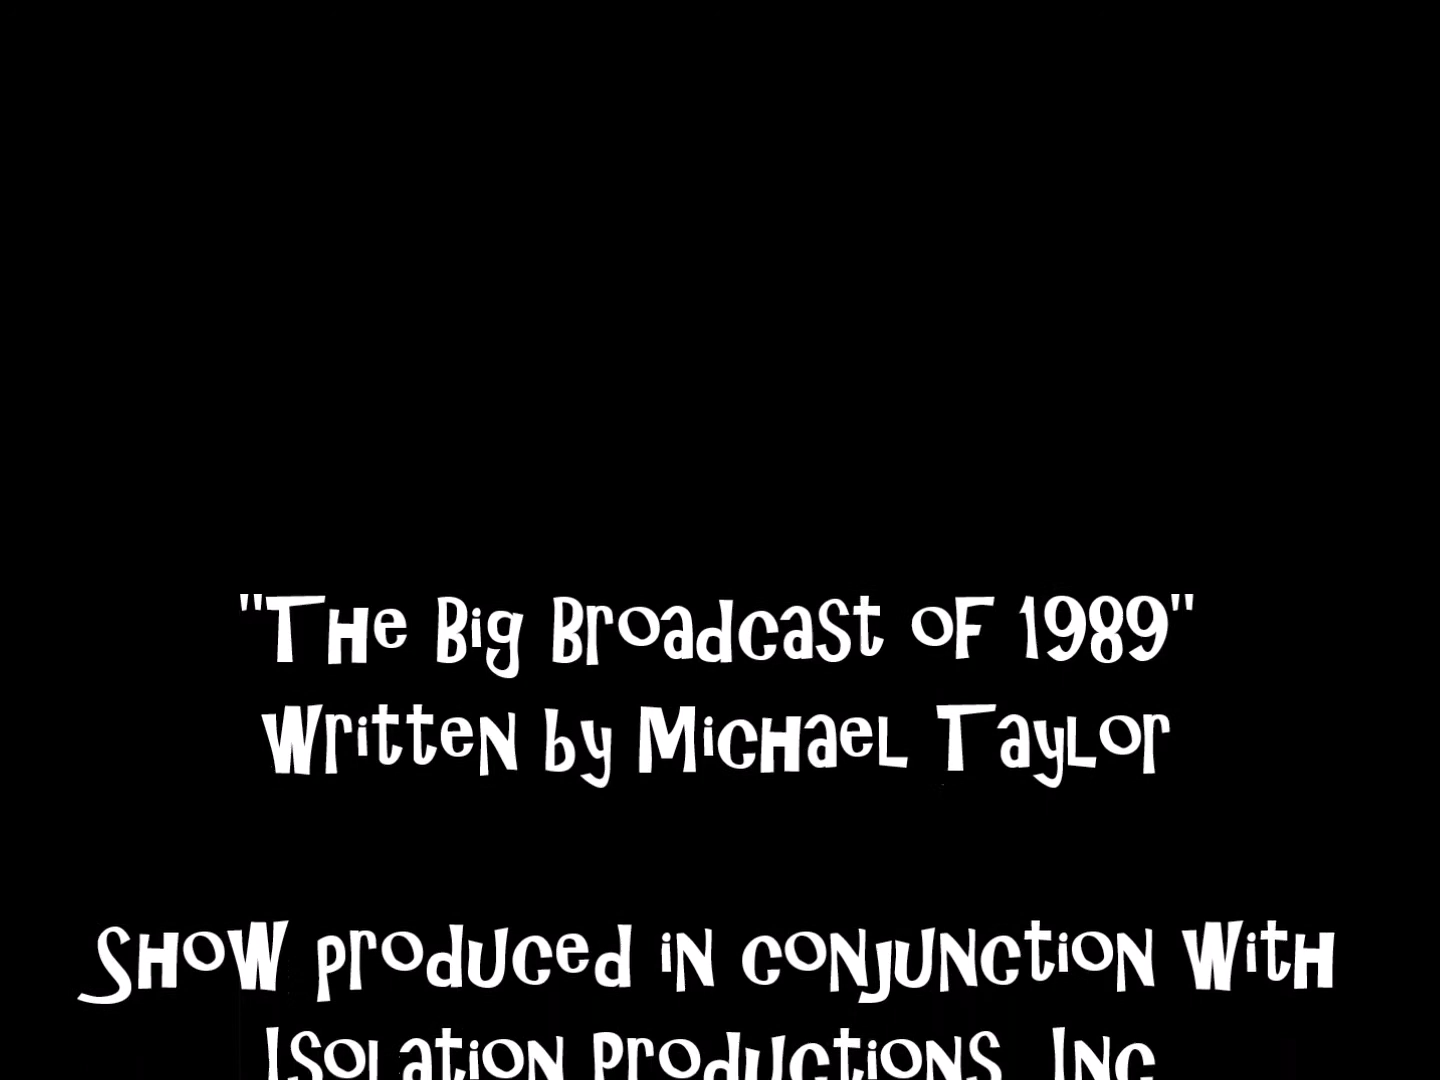 "The Big Broadcast of 1989"
Written by Michael Taylor
Show produced in conjunction with
Isolation Productions, Inc